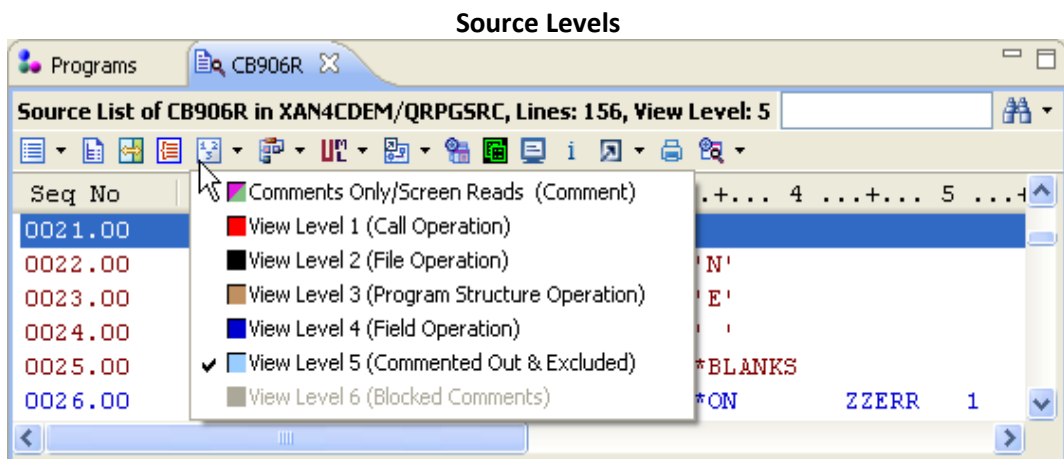 Source Levels
Programs CB906R
Source List of CB906R in XAN4CDEM/QRPGSRC, Lines: 156, View Level: 5
Seq No .+... 4 ...+... 5 ...+
Comments Only/Screen Reads (Comment)
View Level 1 (Call Operation)
View Level 2 (File Operation)
View Level 3 (Program Structure Operation)
View Level 4 (Field Operation)
View Level 5 (Commented Out & Excluded)
View Level 6 (Blocked Comments)
0021.00
0022.00 'N'
0023.00 'E'
0024.00 ' '
0025.00 *BLANKS
0026.00 *ON ZZERR 1